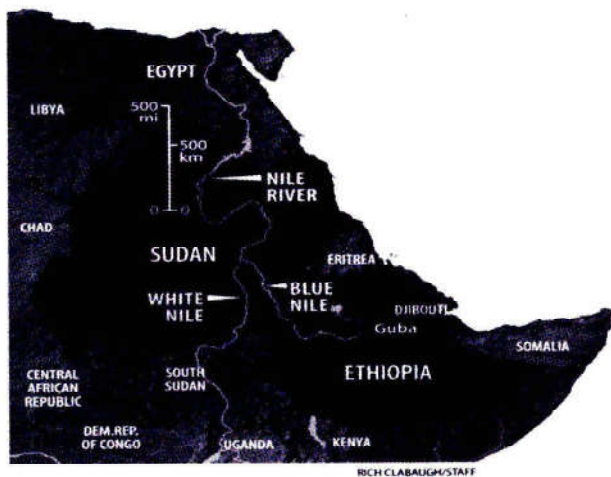 EGYPT
LIBYA
500
mi
500
km
0 0
NILE
RIVER
CHAD
SUDAN
ERITREA
WHITE
NILE
BLUE
NILE
DJIBOUTI
Guba
SOMALIA
SOUTH
SUDAN
ETHIOPIA
CENTRAL
AFRICAN
REPUBLIC
DEM.REP.
OF CONGO
UGANDA
KENYA
RICH CLABAUGH/STAFF